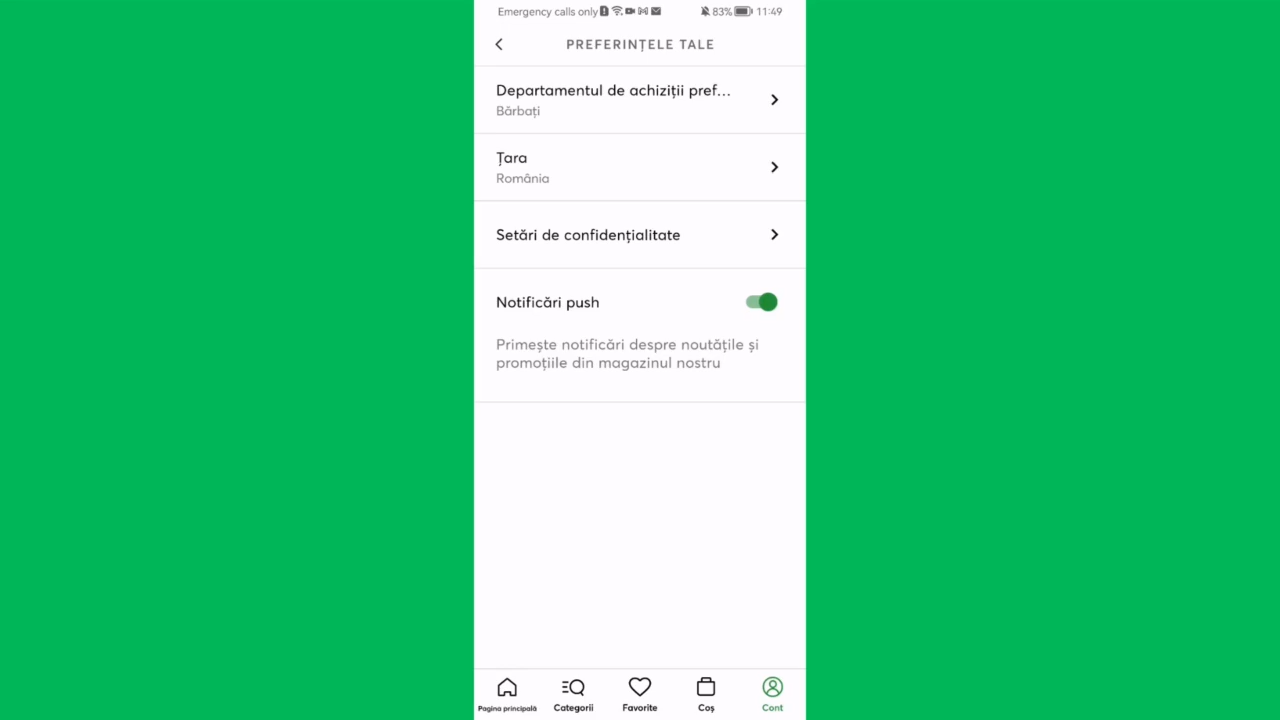 Emergency calls only 83% 11:49
PREFERINȚELE TALE
Departamentul de achiziții pref...
Bărbați
Țara
România
Setări de confidențialitate
Notificări push
Primește notificări despre noutățile și
promoțiile din magazinul nostru
Pagina principală Categorii Favorite Coș Cont